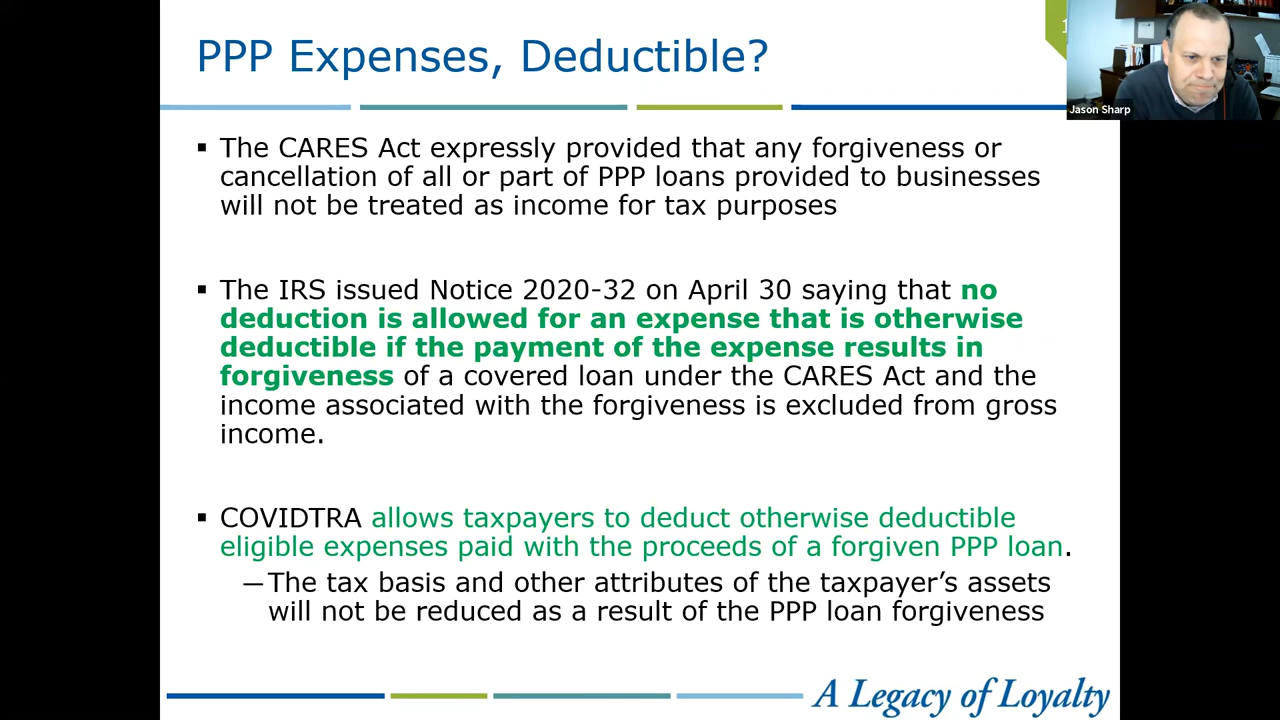 PPP Expenses, Deductible?
Jason Sharp
▪ The CARES Act expressly provided that any forgiveness or
cancellation of all or part of PPP loans provided to businesses
will not be treated as income for tax purposes
▪ The IRS issued Notice 2020-32 on April 30 saying that no
deduction is allowed for an expense that is otherwise
deductible if the payment of the expense results in
forgiveness of a covered loan under the CARES Act and the
income associated with the forgiveness is excluded from gross
income.
▪ COVIDTRA allows taxpayers to deduct otherwise deductible
eligible expenses paid with the proceeds of a forgiven PPP loan.
—The tax basis and other attributes of the taxpayer’s assets
will not be reduced as a result of the PPP loan forgiveness
A Legacy of Loyalty